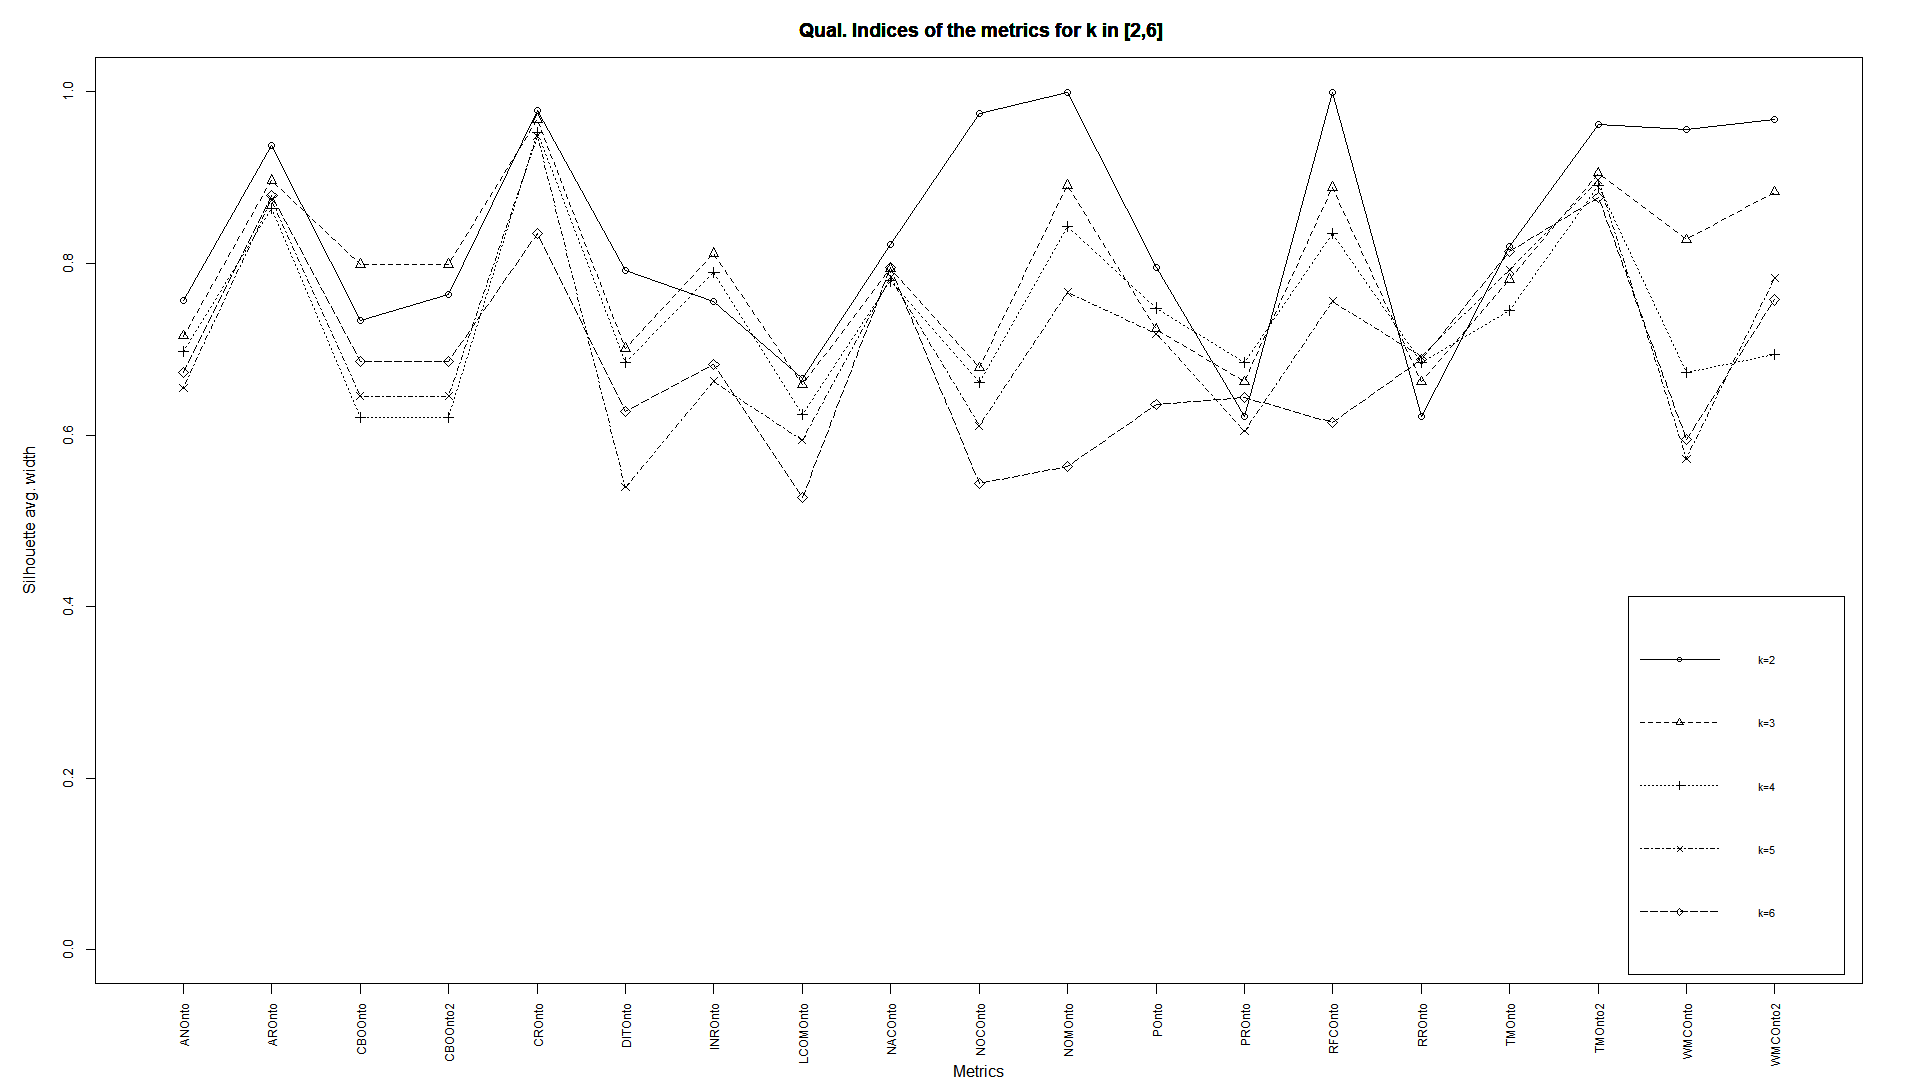 Qual. Indices of the metrics for k in [2,6]
Silhouette avg. width
1.0
0.8
0.6
0.4
0.2
0.0
k=2
k=3
k=4
k=5
k=6
ANOnto
AROnto
CBOOnto
CBOOnto2
CROnto
DITOnto
INROnto
LCOMOnto
NACOnto
NOCOnto
NOMOnto
POnto
PROnto
RFCOnto
RROnto
TMOnto
TMOnto2
WMCOnto
WMCOnto2
Metrics